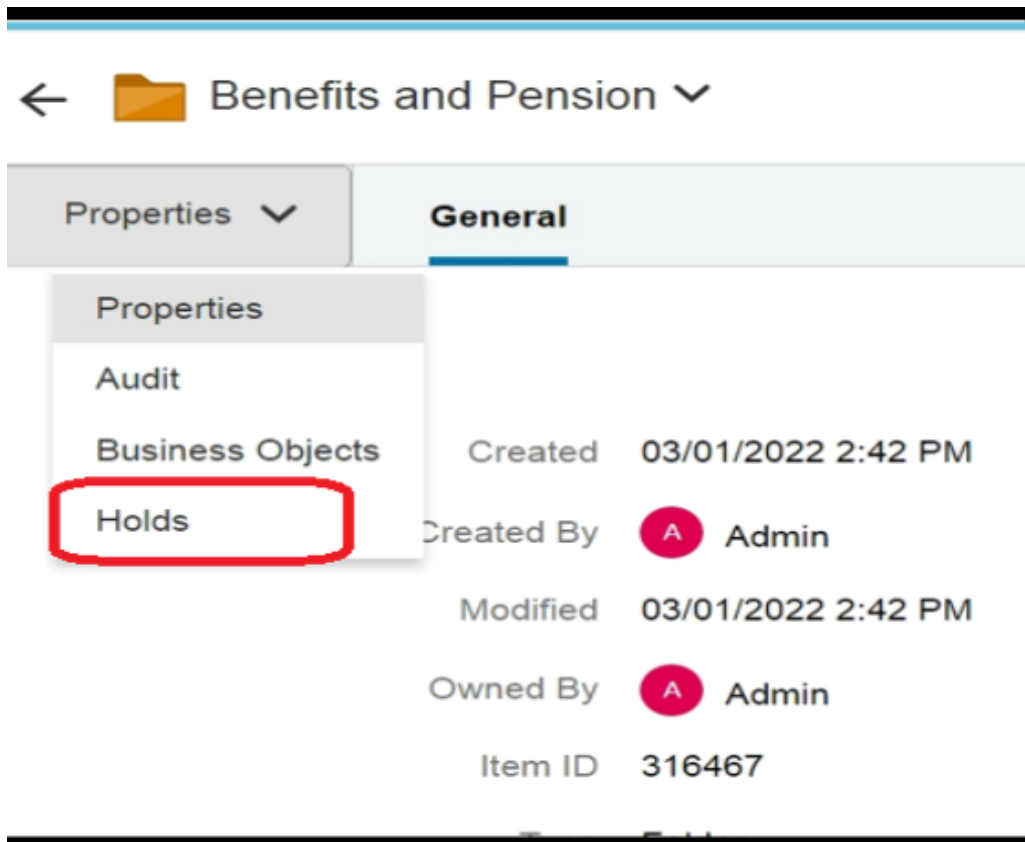 Benefits and Pension
Properties
General
Properties
Audit
Business Objects
Holds
Created 03/01/2022 2:42 PM
Created By A Admin
Modified 03/01/2022 2:42 PM
Owned By A Admin
Item ID 316467